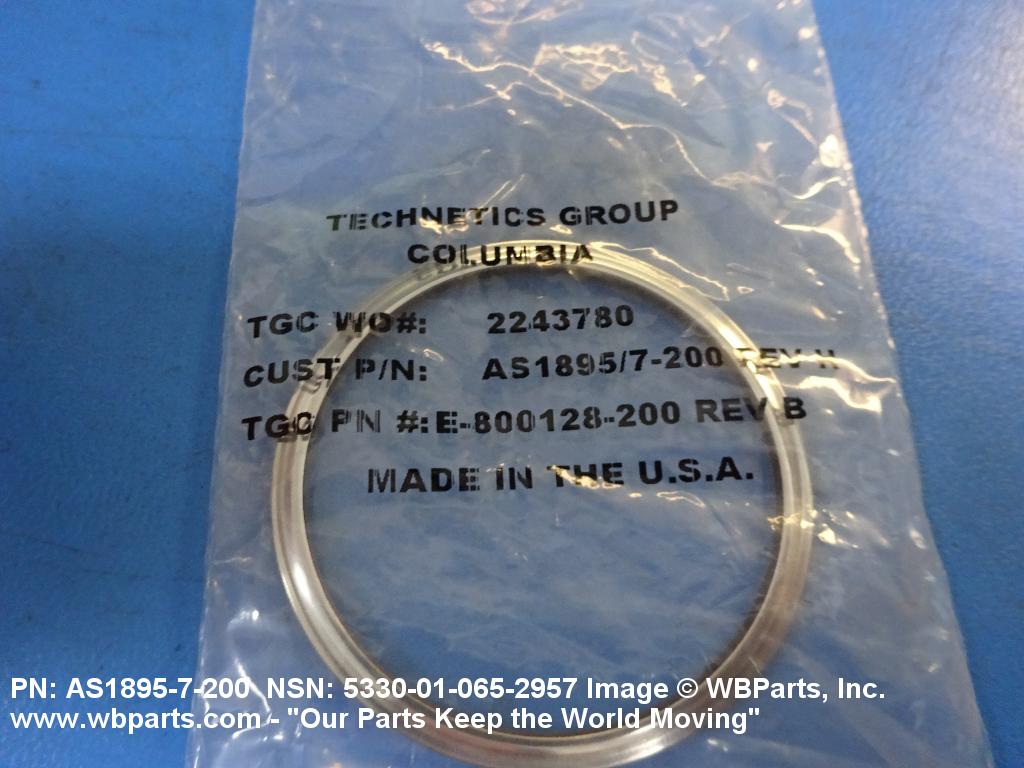 TECHNETICS GROUP
COLUMBIA
TGC WO#: 2243780
CUST P/N: AS1895/7-200 REV H
TGC PN #: E-800128-200 REV B
MADE IN THE U.S.A.
PN: AS1895-7-200 NSN: 5330-01-065-2957 Image © WBParts, Inc.
www.wbparts.com - "Our Parts Keep the World Moving"